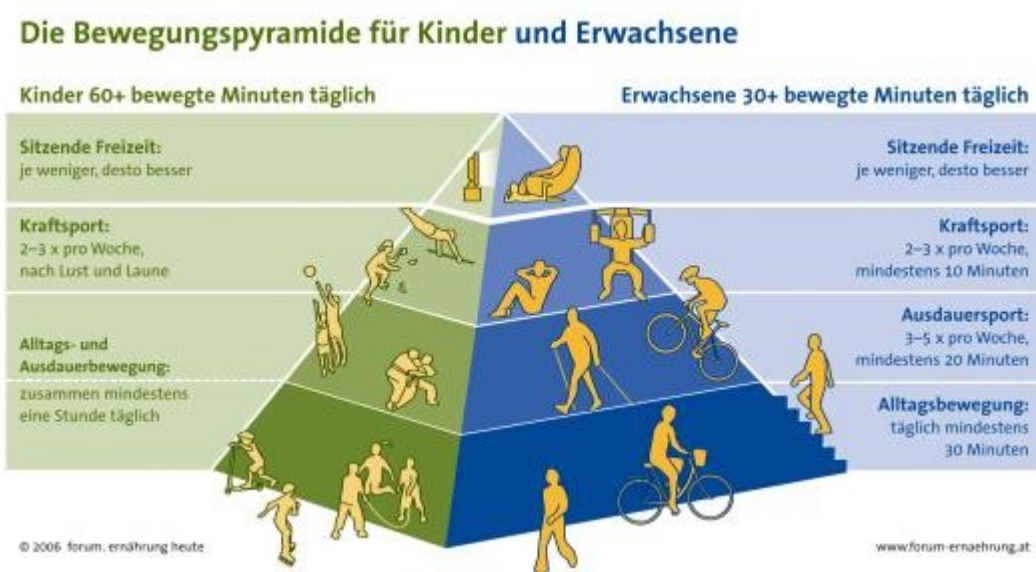 Die Bewegungspyramide für Kinder und Erwachsene
Kinder 60+ bewegte Minuten täglich
Erwachsene 30+ bewegte Minuten täglich
Sitzende Freizeit:
je weniger, desto besser
Kraftsport:
2–3 x pro Woche,
nach Lust und Laune
Alltags- und
Ausdauerbewegung:
zusammen mindestens
eine Stunde täglich
Sitzende Freizeit:
je weniger, desto besser
Kraftsport:
2–3 x pro Woche,
mindestens 10 Minuten
Ausdauersport:
3–5 x pro Woche,
mindestens 20 Minuten
Alltagsbewegung:
täglich mindestens
30 Minuten
© 2006 forum. ernährung heute
www.forum-ernaehrung.at